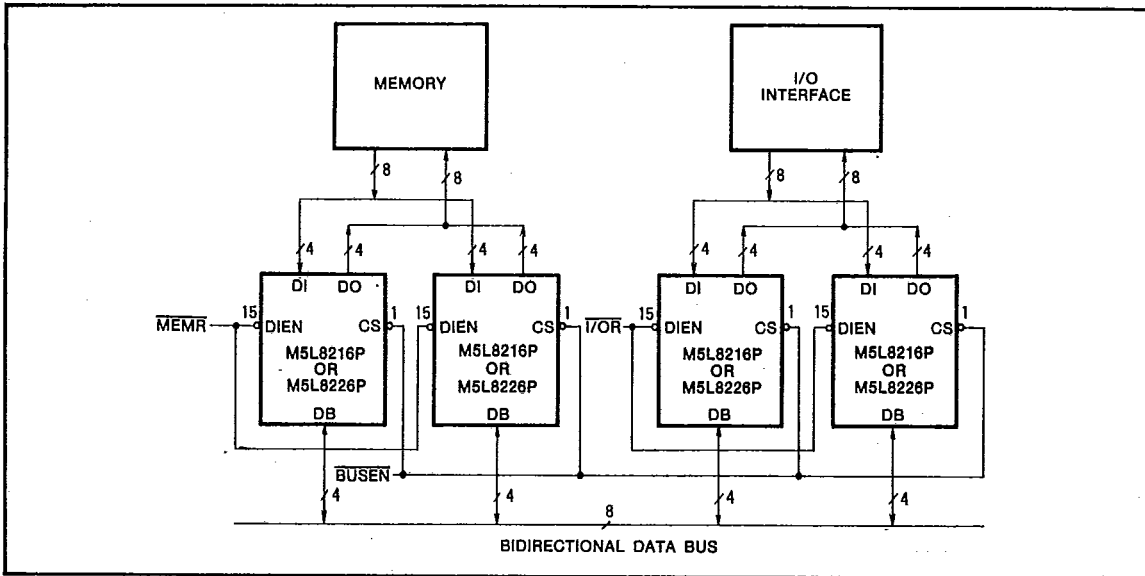 MEMORY
I/O
INTERFACE
8
8
8
8
4
4
4
4
4
4
4
4
DI DO
DI DO
DI DO
DI DO
M̅E̅M̅R̅
15
DIEN
CS
1
15
DIEN
CS
1
I̅/̅O̅R̅
15
DIEN
CS
1
15
DIEN
CS
1
M5L8216P
OR
M5L8226P
M5L8216P
OR
M5L8226P
M5L8216P
OR
M5L8226P
M5L8216P
OR
M5L8226P
DB
DB
DB
DB
B̅U̅S̅E̅N̅
4
4
4
4
8
BIDIRECTIONAL DATA BUS